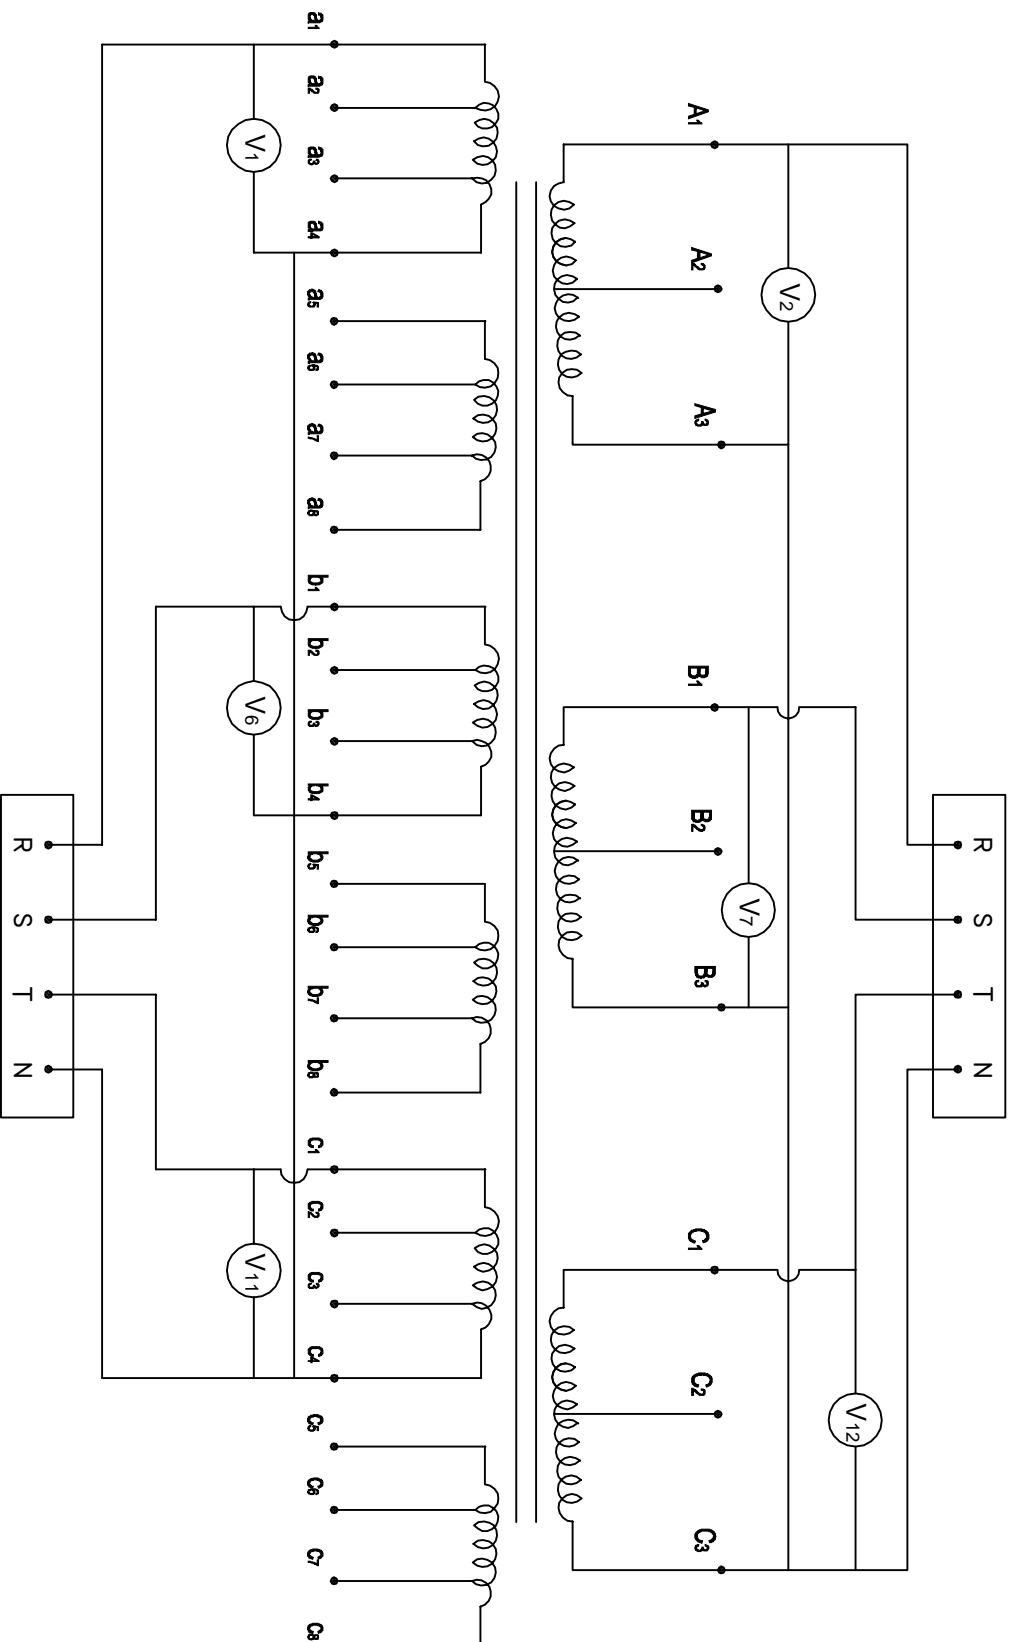 R S T N
V2
V7
V12
A1 A2 A3 B1 B2 B3 C1 C2 C3
a1 a2 a3 a4 a5 a6 a7 a8 b1 b2 b3 b4 b5 b6 b7 b8 c1 c2 c3 c4 c5 c6 c7 c8
V1 V6 V11
R S T N